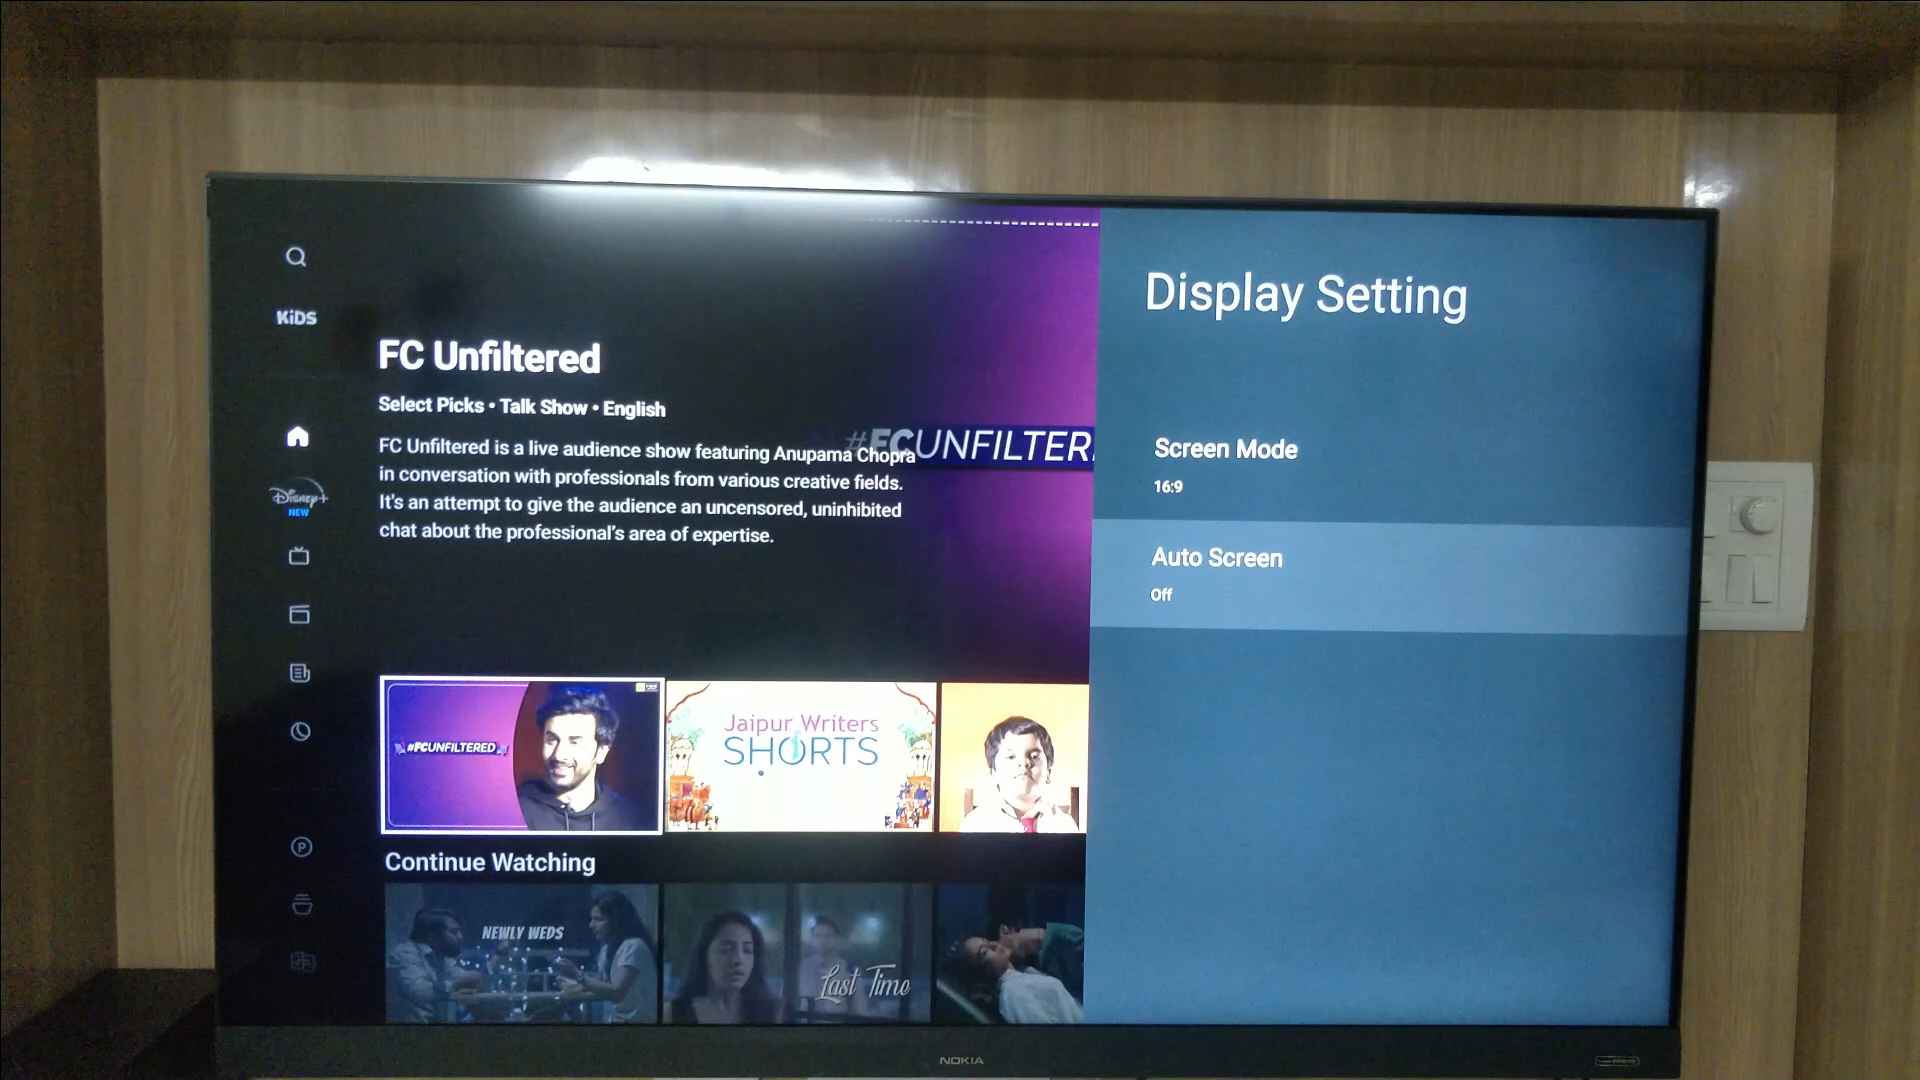 KiDS
FC Unfiltered
Select Picks • Talk Show • English
FC Unfiltered is a live audience show featuring Anupama Chopra
in conversation with professionals from various creative fields.
It's an attempt to give the audience an uncensored, uninhibited
chat about the professional's area of expertise.
#FCUNFILTER
Disney+
NEW
#FCUNFILTERED
Jaipur Writers
SHORTS
Continue Watching
NEWLY WEDS
Last Time
Display Setting
Screen Mode
16:9
Auto Screen
Off
NOKIA